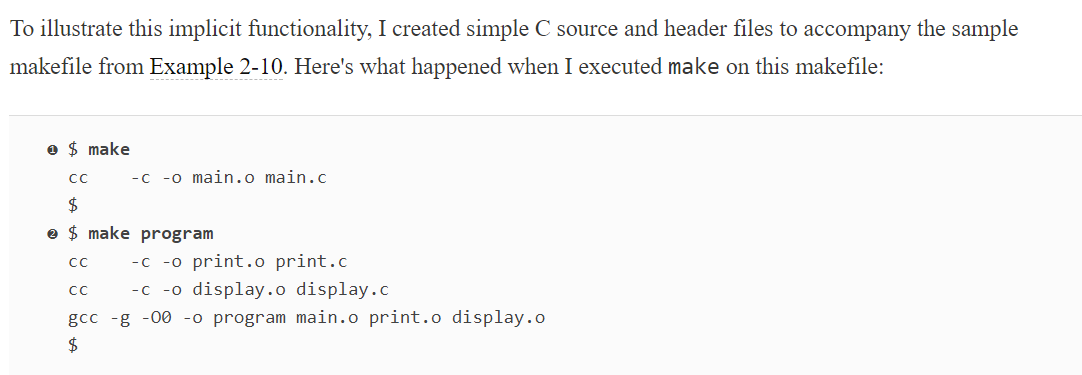 To illustrate this implicit functionality, I created simple C source and header files to accompany the sample
makefile from Example 2-10. Here's what happened when I executed make on this makefile:
❶ $ make
cc    -c -o main.o main.c
$
❷ $ make program
cc    -c -o print.o print.c
cc    -c -o display.o display.c
gcc -g -O0 -o program main.o print.o display.o
$